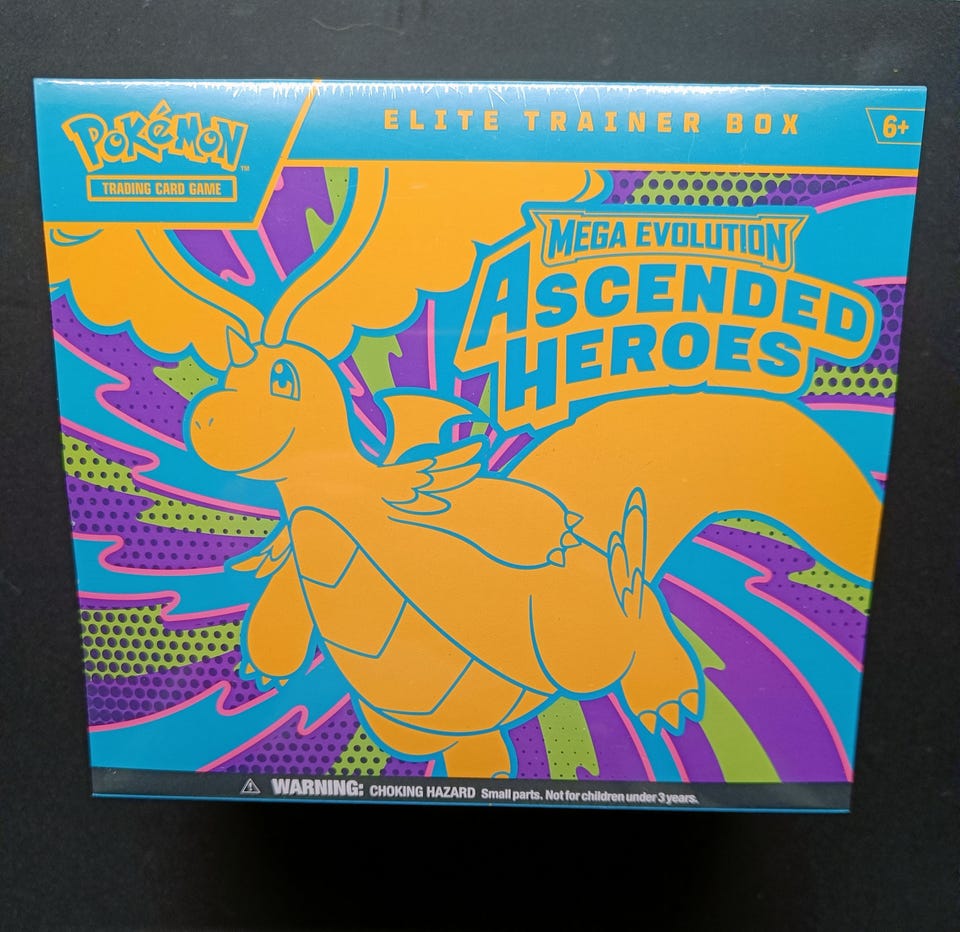 POKéMON™
TRADING CARD GAME
ELITE TRAINER BOX
6+
MEGA EVOLUTION
ASCENDED
HEROES
WARNING: CHOKING HAZARD Small parts. Not for children under 3 years.